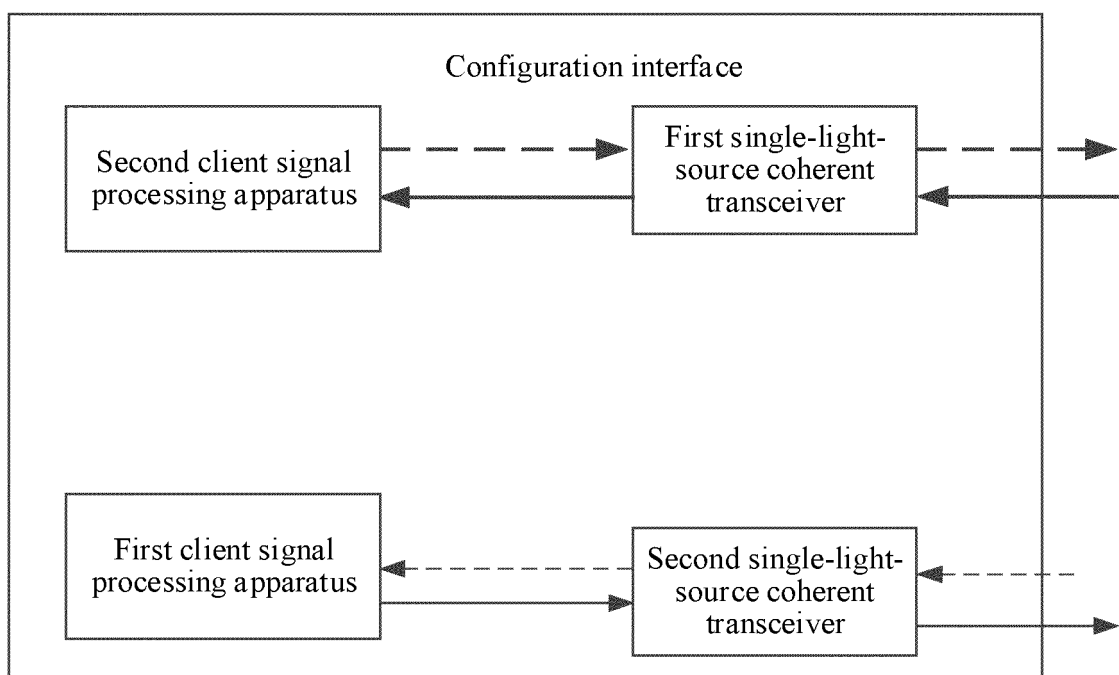 Configuration interface
Second client signal
processing apparatus
First single-light-
source coherent
transceiver
First client signal
processing apparatus
Second single-light-
source coherent
transceiver